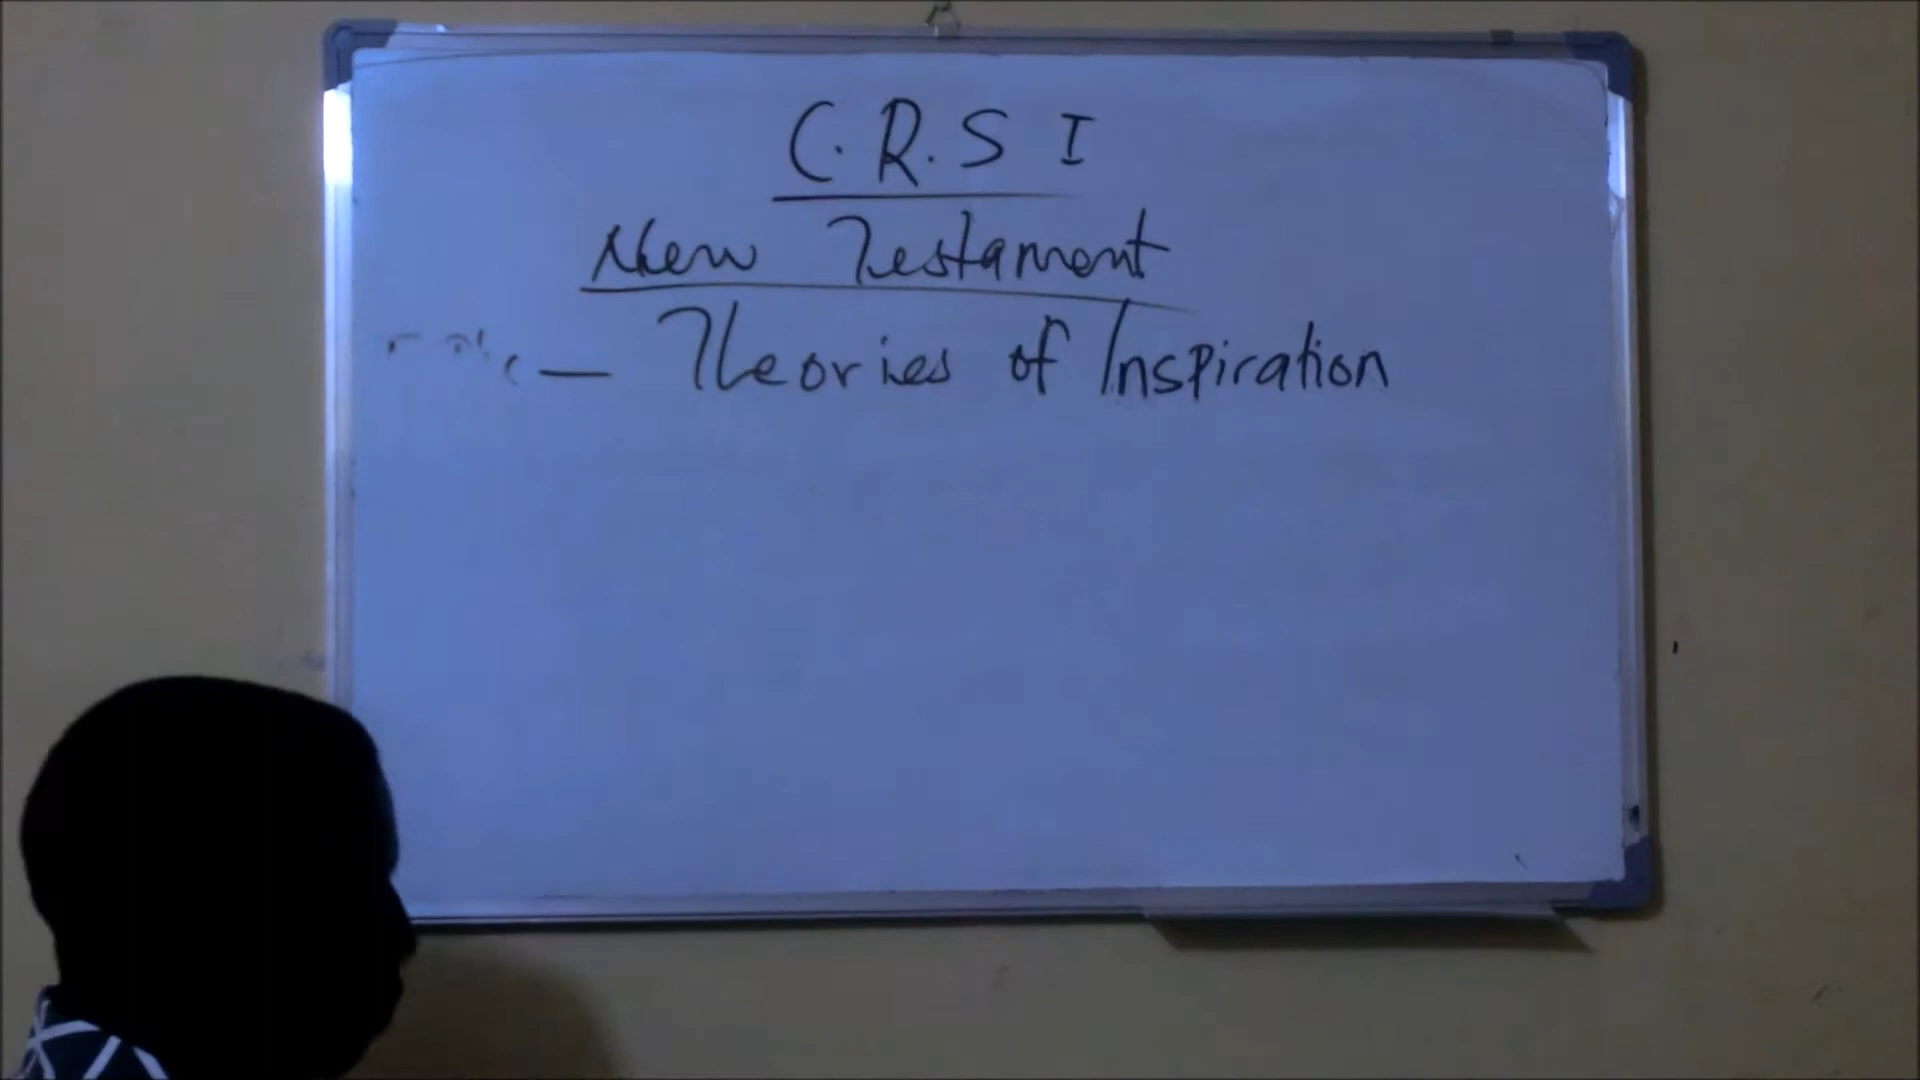 C.R.S I
New Testament
— Theories of Inspiration